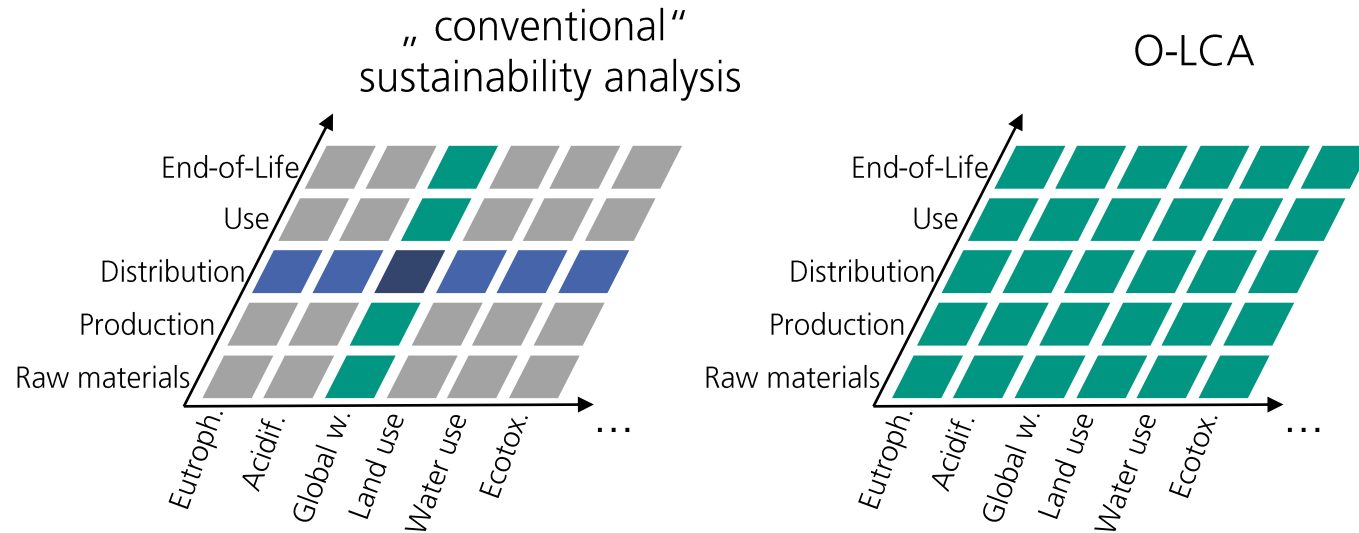 „ conventional“
sustainability analysis
End-of-Life
Use
Distribution
Production
Raw materials
Eutroph.
Acidif.
Global w.
Land use
Water use
Ecotox.
...
O-LCA
End-of-Life
Use
Distribution
Production
Raw materials
Eutroph.
Acidif.
Global w.
Land use
Water use
Ecotox.
...